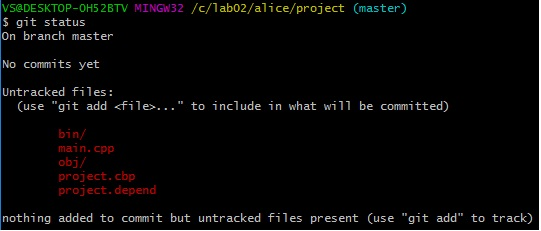 VS@DESKTOP-OH52BTV MINGW32 /c/lab02/alice/project (master)
$ git status
On branch master
No commits yet
Untracked files:
(use "git add <file>..." to include in what will be committed)
bin/
main.cpp
obj/
project.cbp
project.depend
nothing added to commit but untracked files present (use "git add" to track)